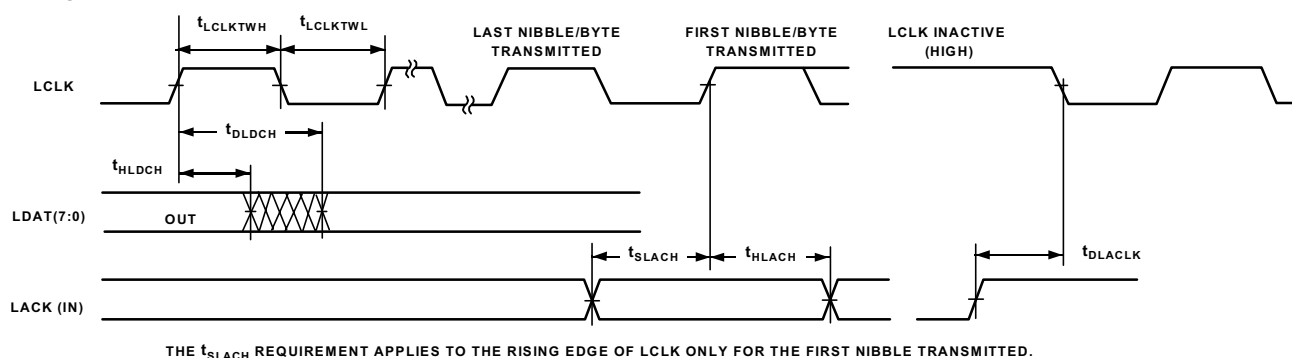 tLCLKTWH tLCLKTWL
LAST NIBBLE/BYTE
TRANSMITTED
FIRST NIBBLE/BYTE
TRANSMITTED
LCLK INACTIVE
(HIGH)
LCLK
tDLDCH
tHLDCH
LDAT(7:0)
OUT
tSLACH tHLACH
tDLACLK
LACK (IN)
THE tSLACH REQUIREMENT APPLIES TO THE RISING EDGE OF LCLK ONLY FOR THE FIRST NIBBLE TRANSMITTED.